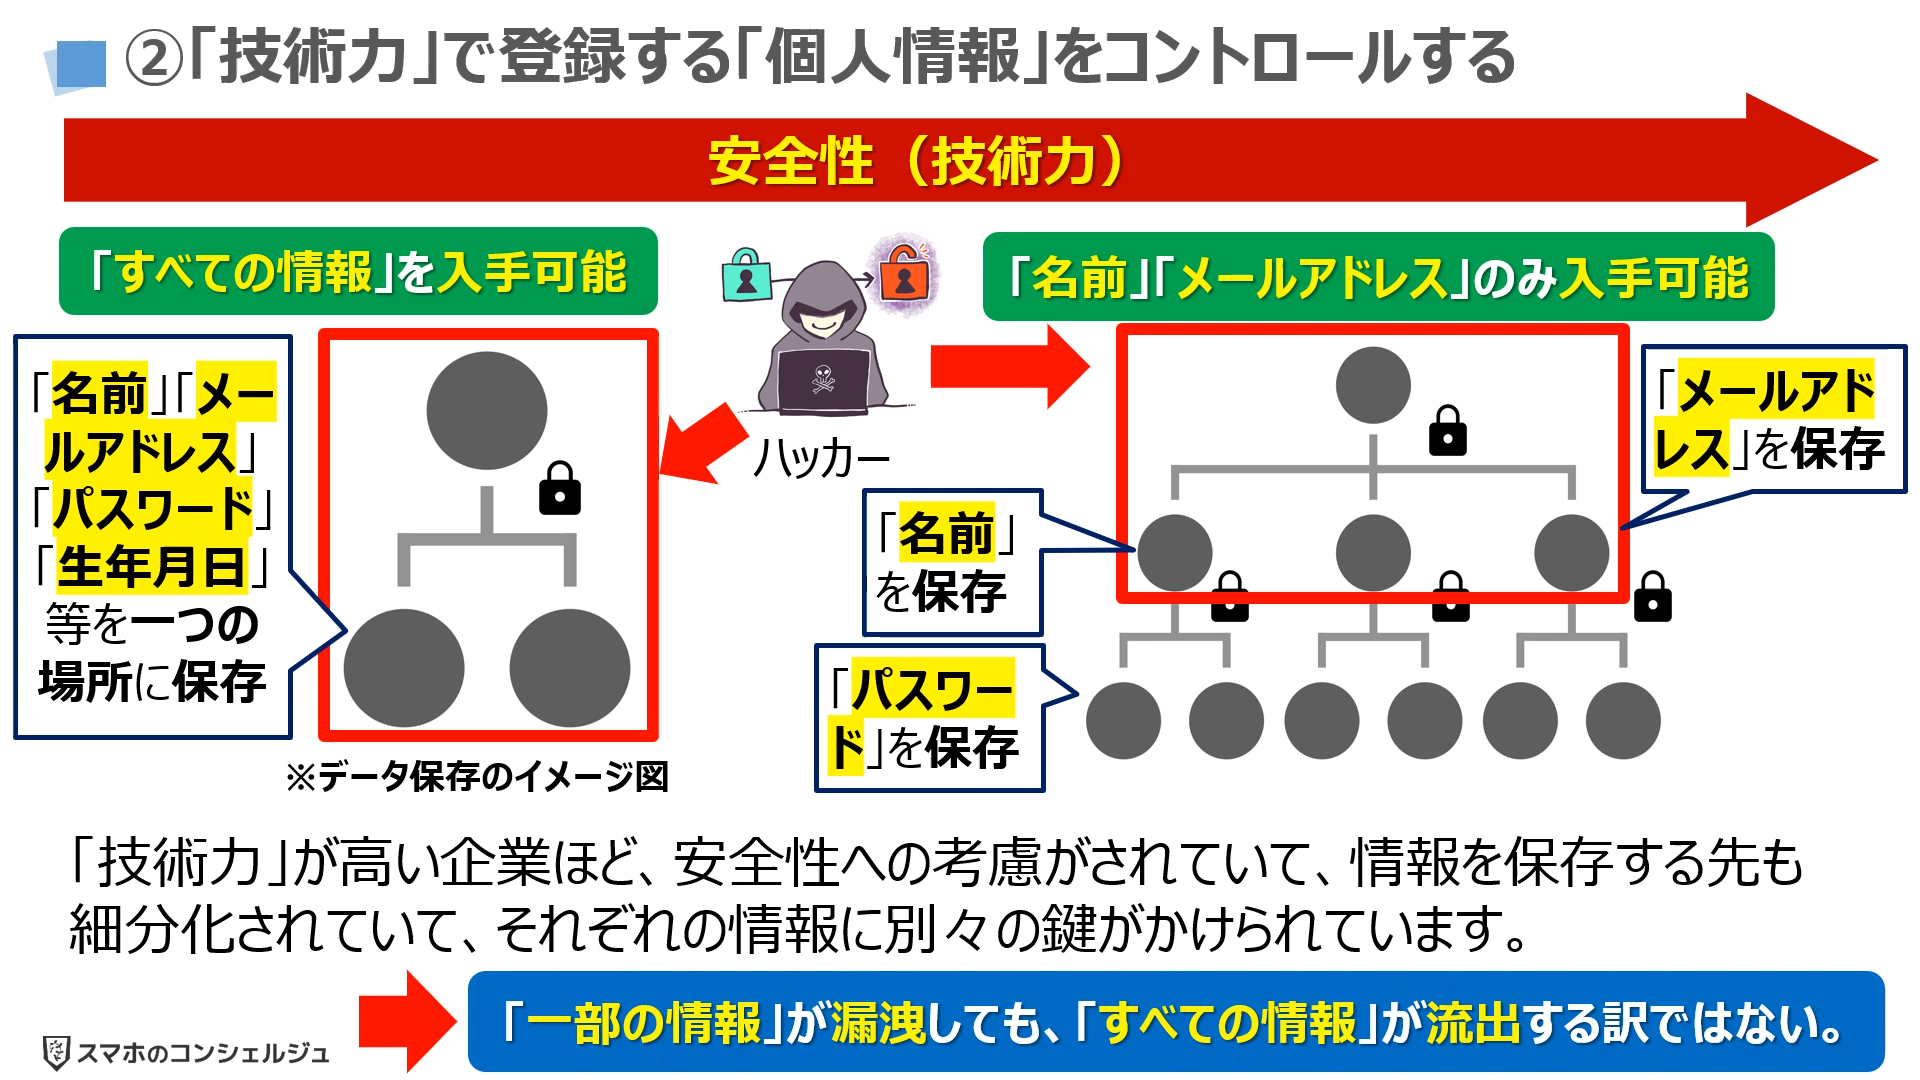 ②「技術力」で登録する「個人情報」をコントロールする
安全性（技術力）
「すべての情報」を入手可能
「名前」「メールアドレス」のみ入手可能
「名前」「メー
ルアドレス」
「パスワード」
「生年月日」
等を一つの
場所に保存
ハッカー
「メールアド
レス」を保存
「名前」
を保存
「パスワー
ド」を保存
※データ保存のイメージ図
「技術力」が高い企業ほど、安全性への考慮がされていて、情報を保存する先も
細分化されていて、それぞれの情報に別々の鍵がかけられています。
「一部の情報」が漏洩しても、「すべての情報」が流出する訳ではない。
スマホのコンシェルジュ